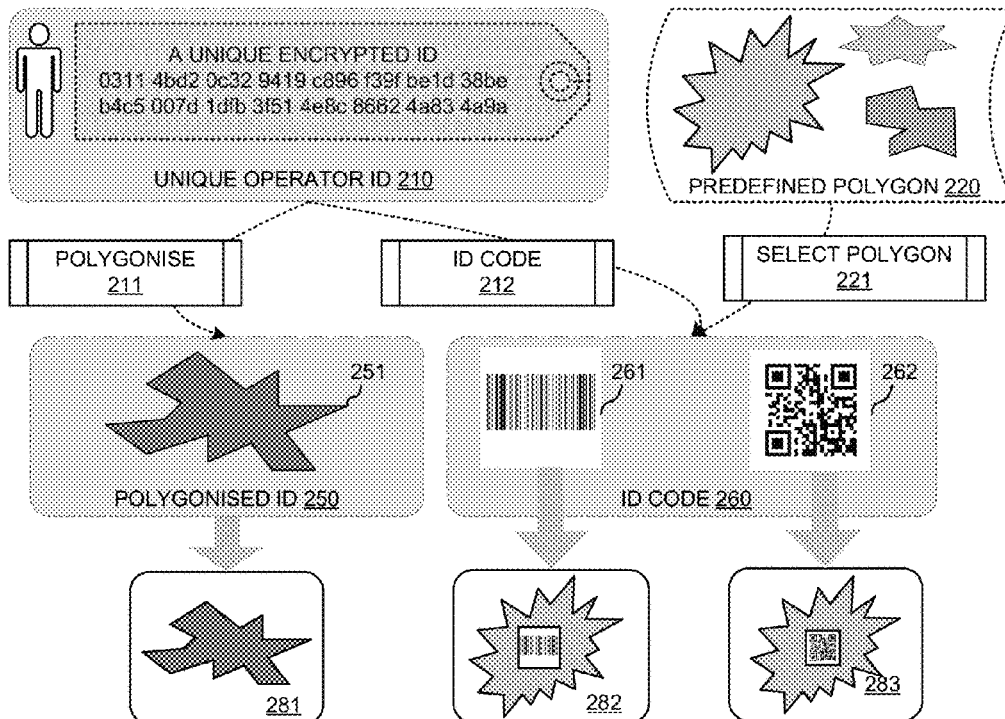 A UNIQUE ENCRYPTED ID
0311 4bd2 0c32 9419 c896 f39f be1d 38be
b4c5 007d 1dfb 3f51 4e8c 8662 4a83 4a9a
UNIQUE OPERATOR ID 210
PREDEFINED POLYGON 220
POLYGONISE
211
ID CODE
212
SELECT POLYGON
221
251
261
262
POLYGONISED ID 250
ID CODE 260
281
282
283